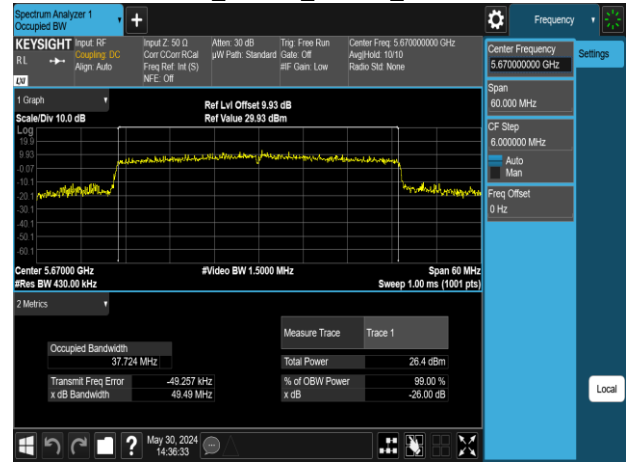 Spectrum Analyzer 1
Occupied BW
Frequency
KEYSIGHT
RL
LXI
Input: RF
Coupling: DC
Align: Auto
Input Z: 50 Ω
Corr CCorr RCal
Freq Ref: Int (S)
NFE: Off
Atten: 30 dB
µW Path: Standard
Trig: Free Run
Gate: Off
#IF Gain: Low
Center Freq: 5.670000000 GHz
Avg|Hold: 10/10
Radio Std: None
Center Frequency
5.670000000 GHz
Settings
Span
60.000 MHz
CF Step
6.000000 MHz
Auto
Man
Freq Offset
0 Hz
Local
1 Graph
Scale/Div 10.0 dB
Ref Lvl Offset 9.93 dB
Ref Value 29.93 dBm
Log
19.9
9.93
-0.07
-10.1
-20.1
-30.1
-40.1
-50.1
-60.1
Center 5.67000 GHz
#Video BW 1.5000 MHz
Span 60 MHz
#Res BW 430.00 kHz
Sweep 1.00 ms (1001 pts)
2 Metrics
Measure Trace Trace 1
Occupied Bandwidth
37.724 MHz
Total Power 26.4 dBm
Transmit Freq Error -49.257 kHz
% of OBW Power 99.00 %
x dB Bandwidth 49.49 MHz
x dB -26.00 dB
May 30, 2024
14:36:33